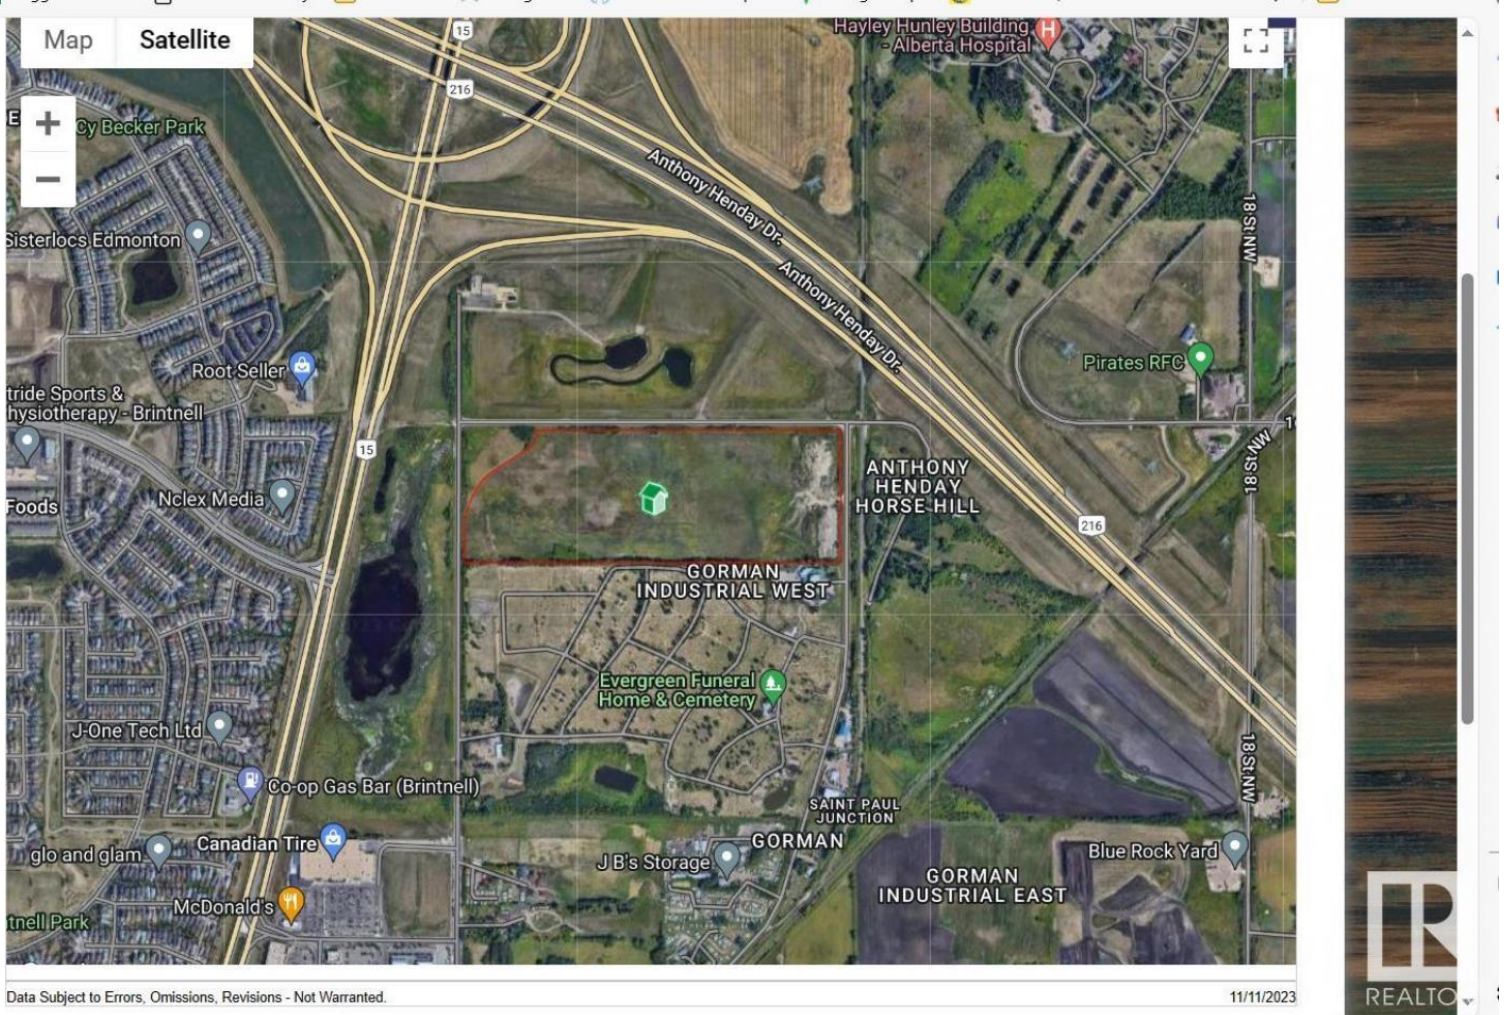 Map
Satellite
15
Hayley Hunley Building
- Alberta Hospital
216
Cy Becker Park
Anthony Henday Dr.
18 St NW
Sisterlocs Edmonton
Anthony Henday Dr.
Root Seller
Pirates RFC
tride Sports &
hysiotherapy - Brintnell
15
18 St NW
ANTHONY
HENDAY
HORSE HILL
Nclex Media
Foods
216
GORMAN
INDUSTRIAL WEST
Evergreen Funeral
Home & Cemetery
J-One Tech Ltd
18 St NW
Co-op Gas Bar (Brintnell)
SAINT PAUL
JUNCTION
Canadian Tire
GORMAN
glo and glam
J B's Storage
Blue Rock Yard
GORMAN
INDUSTRIAL EAST
McDonald's
tnell Park
Data Subject to Errors, Omissions, Revisions - Not Warranted.
11/11/2023
REALTO